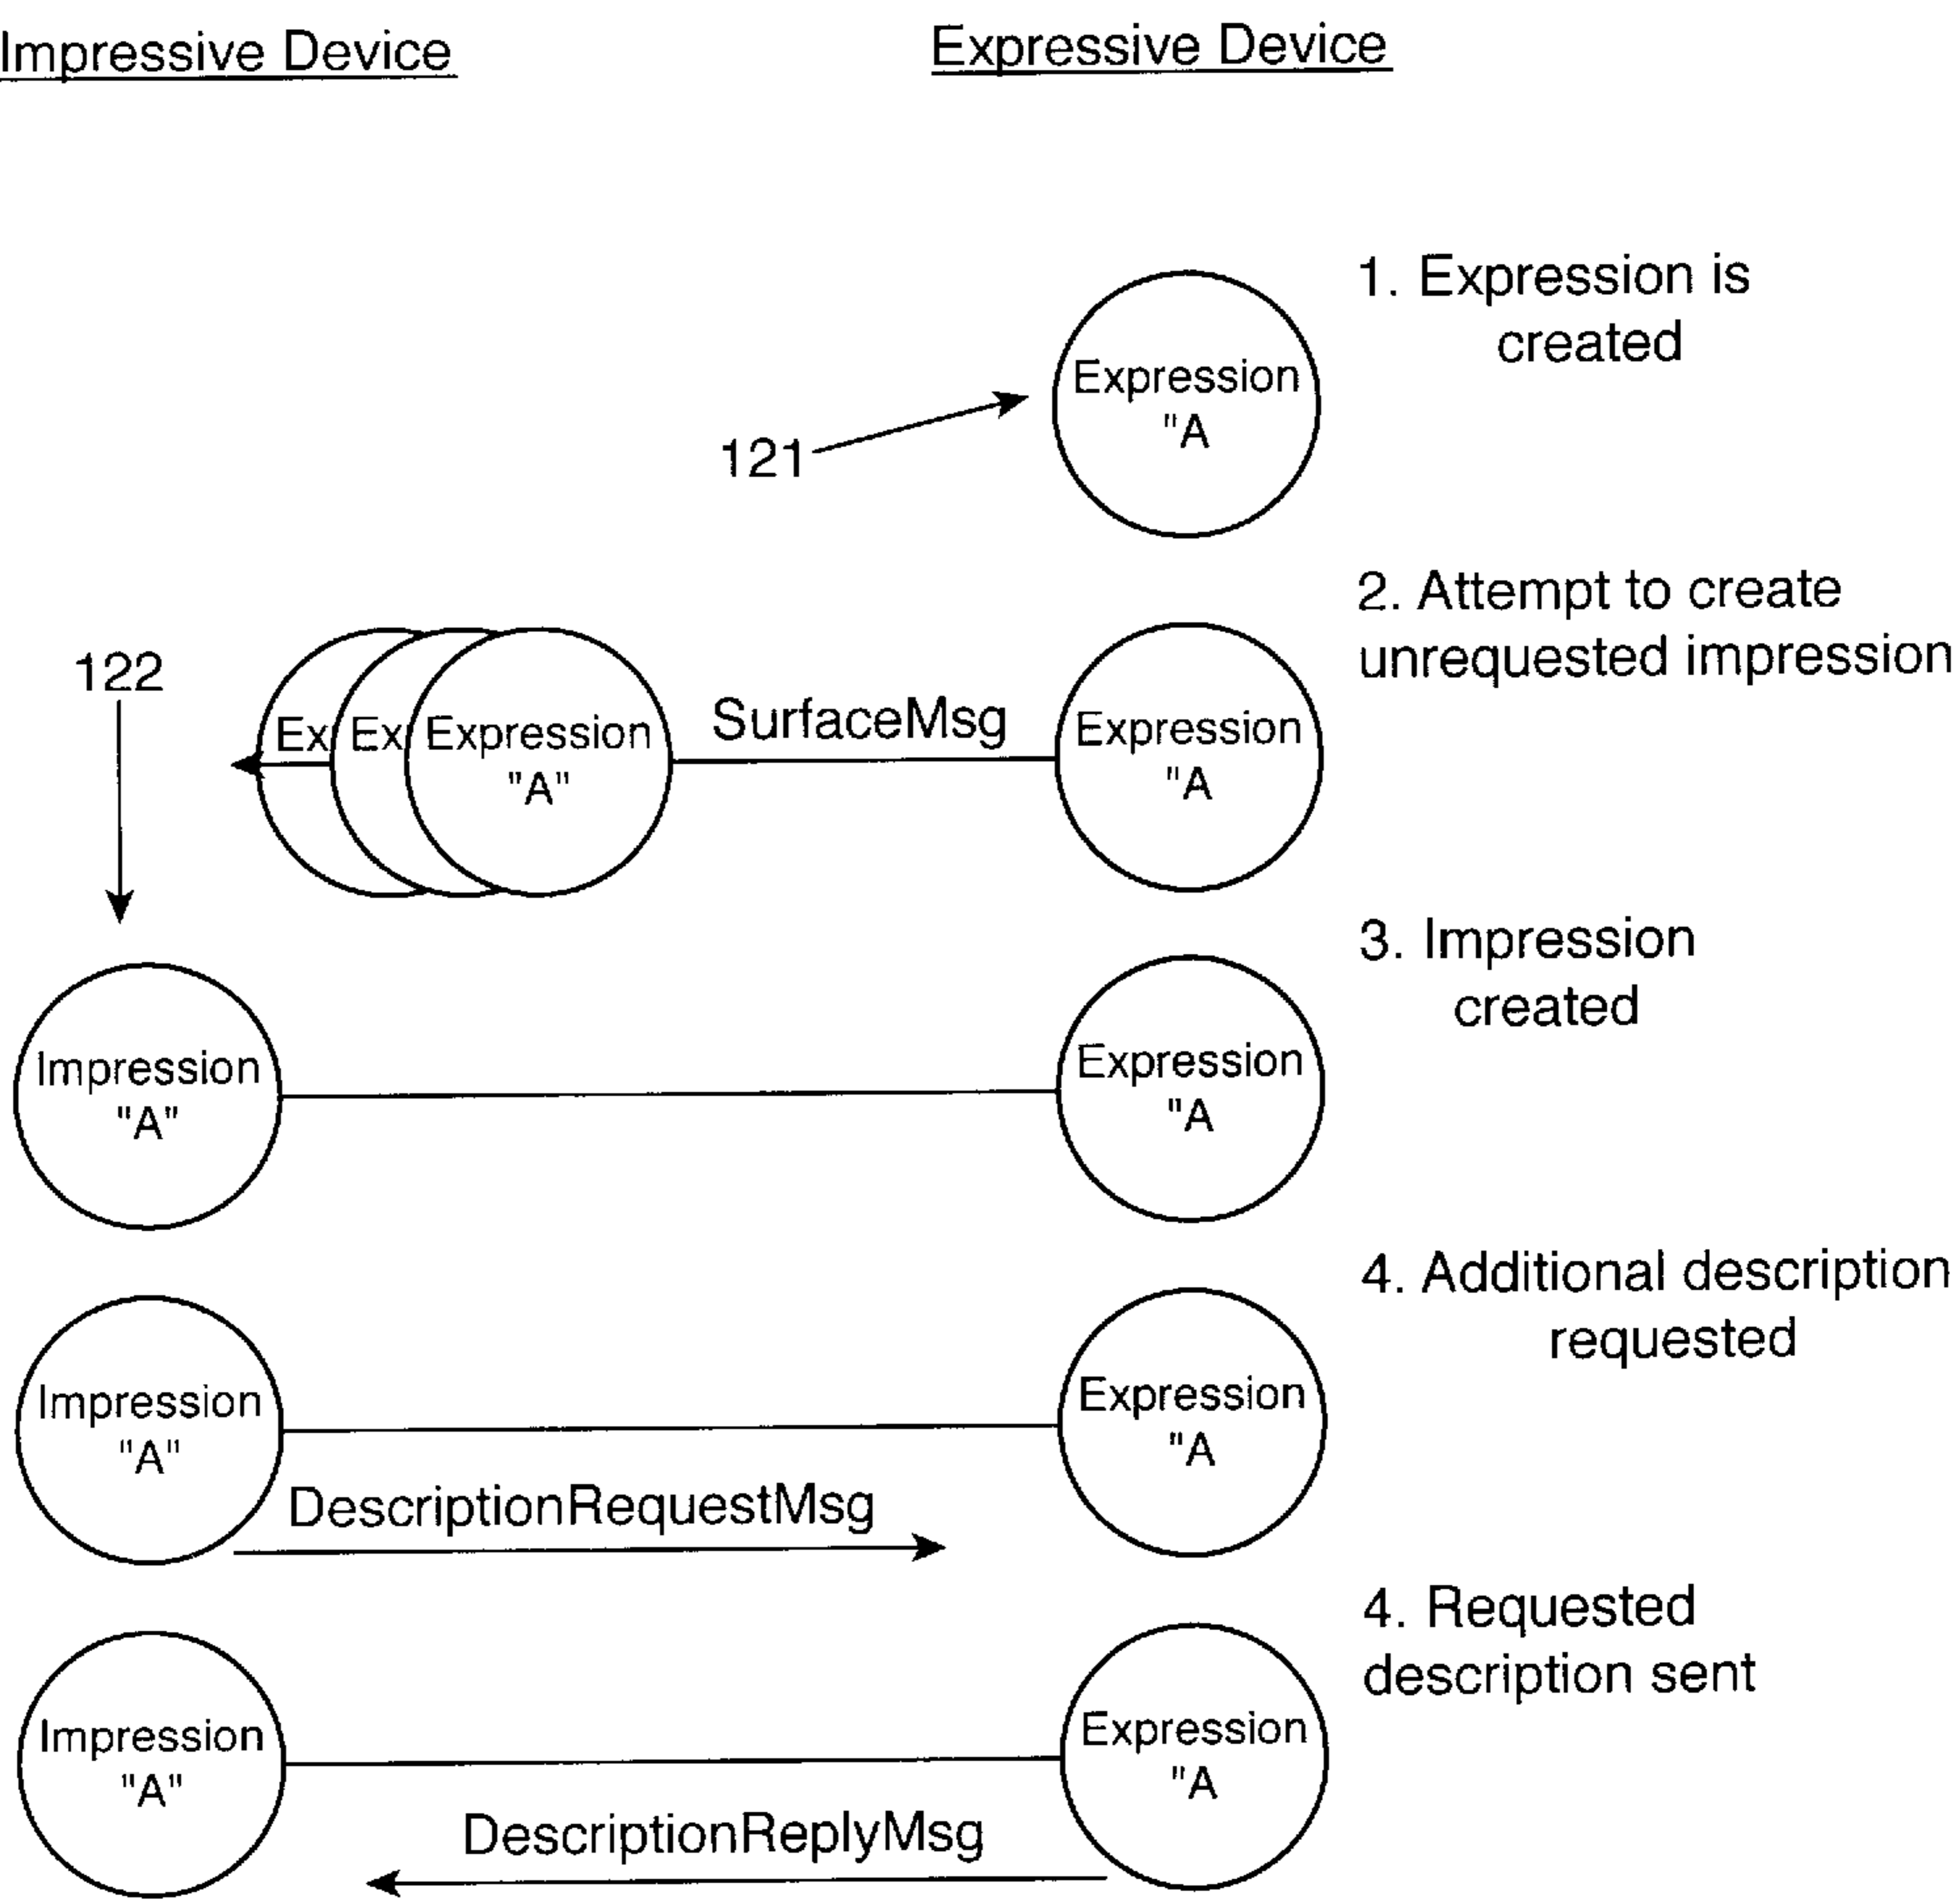 Impressive Device
Expressive Device
1. Expression is
created
Expression
"A
121
2. Attempt to create
unrequested impression
122
Ex
Ex
Expression
"A"
SurfaceMsg
Expression
"A
3. Impression
created
Impression
"A"
Expression
"A
4. Additional description
requested
Impression
"A"
Expression
"A
DescriptionRequestMsg
4. Requested
description sent
Impression
"A"
Expression
"A
DescriptionReplyMsg